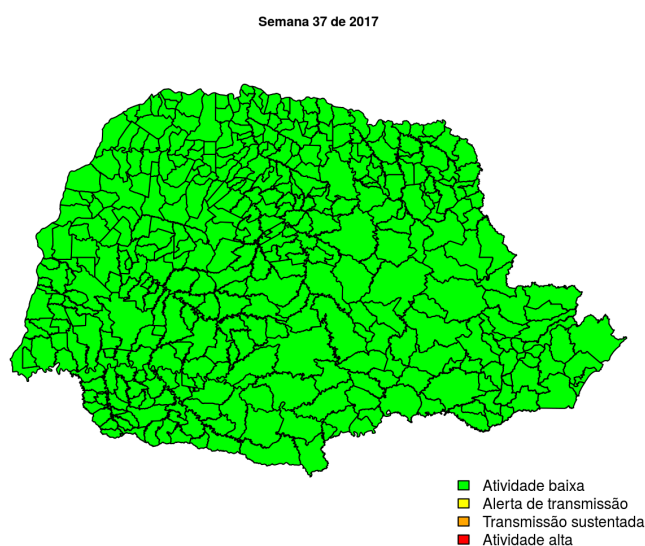 Semana 37 de 2017
Atividade baixa
Alerta de transmissão
Transmissão sustentada
Atividade alta